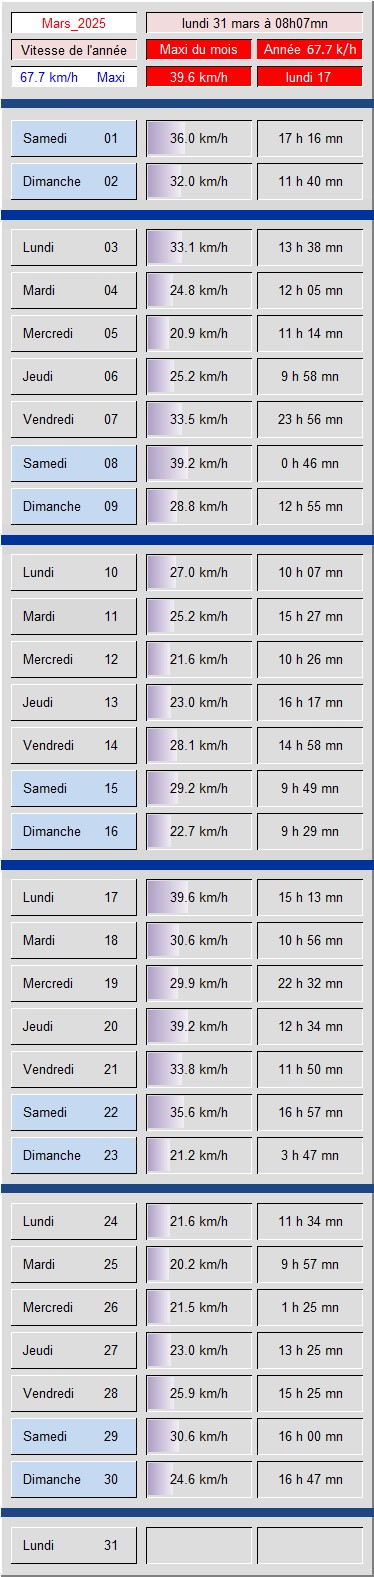 Mars_2025 lundi 31 mars à 08h07mn
Vitesse de l'année Maxi du mois Année 67.7 k/h
67.7 km/h Maxi 39.6 km/h lundi 17
Samedi 01 36.0 km/h 17 h 16 mn
Dimanche 02 32.0 km/h 11 h 40 mn
Lundi 03 33.1 km/h 13 h 38 mn
Mardi 04 24.8 km/h 12 h 05 mn
Mercredi 05 20.9 km/h 11 h 14 mn
Jeudi 06 25.2 km/h 9 h 58 mn
Vendredi 07 33.5 km/h 23 h 56 mn
Samedi 08 39.2 km/h 0 h 46 mn
Dimanche 09 28.8 km/h 12 h 55 mn
Lundi 10 27.0 km/h 10 h 07 mn
Mardi 11 25.2 km/h 15 h 27 mn
Mercredi 12 21.6 km/h 10 h 26 mn
Jeudi 13 23.0 km/h 16 h 17 mn
Vendredi 14 28.1 km/h 14 h 58 mn
Samedi 15 29.2 km/h 9 h 49 mn
Dimanche 16 22.7 km/h 9 h 29 mn
Lundi 17 39.6 km/h 15 h 13 mn
Mardi 18 30.6 km/h 10 h 56 mn
Mercredi 19 29.9 km/h 22 h 32 mn
Jeudi 20 39.2 km/h 12 h 34 mn
Vendredi 21 33.8 km/h 11 h 50 mn
Samedi 22 35.6 km/h 16 h 57 mn
Dimanche 23 21.2 km/h 3 h 47 mn
Lundi 24 21.6 km/h 11 h 34 mn
Mardi 25 20.2 km/h 9 h 57 mn
Mercredi 26 21.5 km/h 1 h 25 mn
Jeudi 27 23.0 km/h 13 h 25 mn
Vendredi 28 25.9 km/h 15 h 25 mn
Samedi 29 30.6 km/h 16 h 00 mn
Dimanche 30 24.6 km/h 16 h 47 mn
Lundi 31